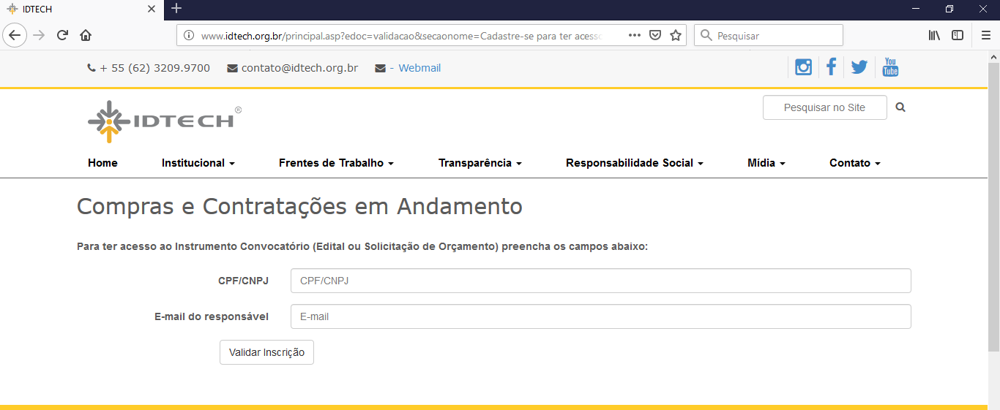 IDTECH
www.idtech.org.br/principal.asp?edoc=validacao&secaonome=Cadastre-se para ter acesso
Pesquisar
+ 55 (62) 3209.9700 contato@idtech.org.br - Webmail
You Tube
IDTECH®
Pesquisar no Site
Home Institucional Frentes de Trabalho Transparência Responsabilidade Social Mídia Contato
Compras e Contratações em Andamento
Para ter acesso ao Instrumento Convocatório (Edital ou Solicitação de Orçamento) preencha os campos abaixo:
CPF/CNPJ CPF/CNPJ
E-mail do responsável E-mail
Validar Inscrição